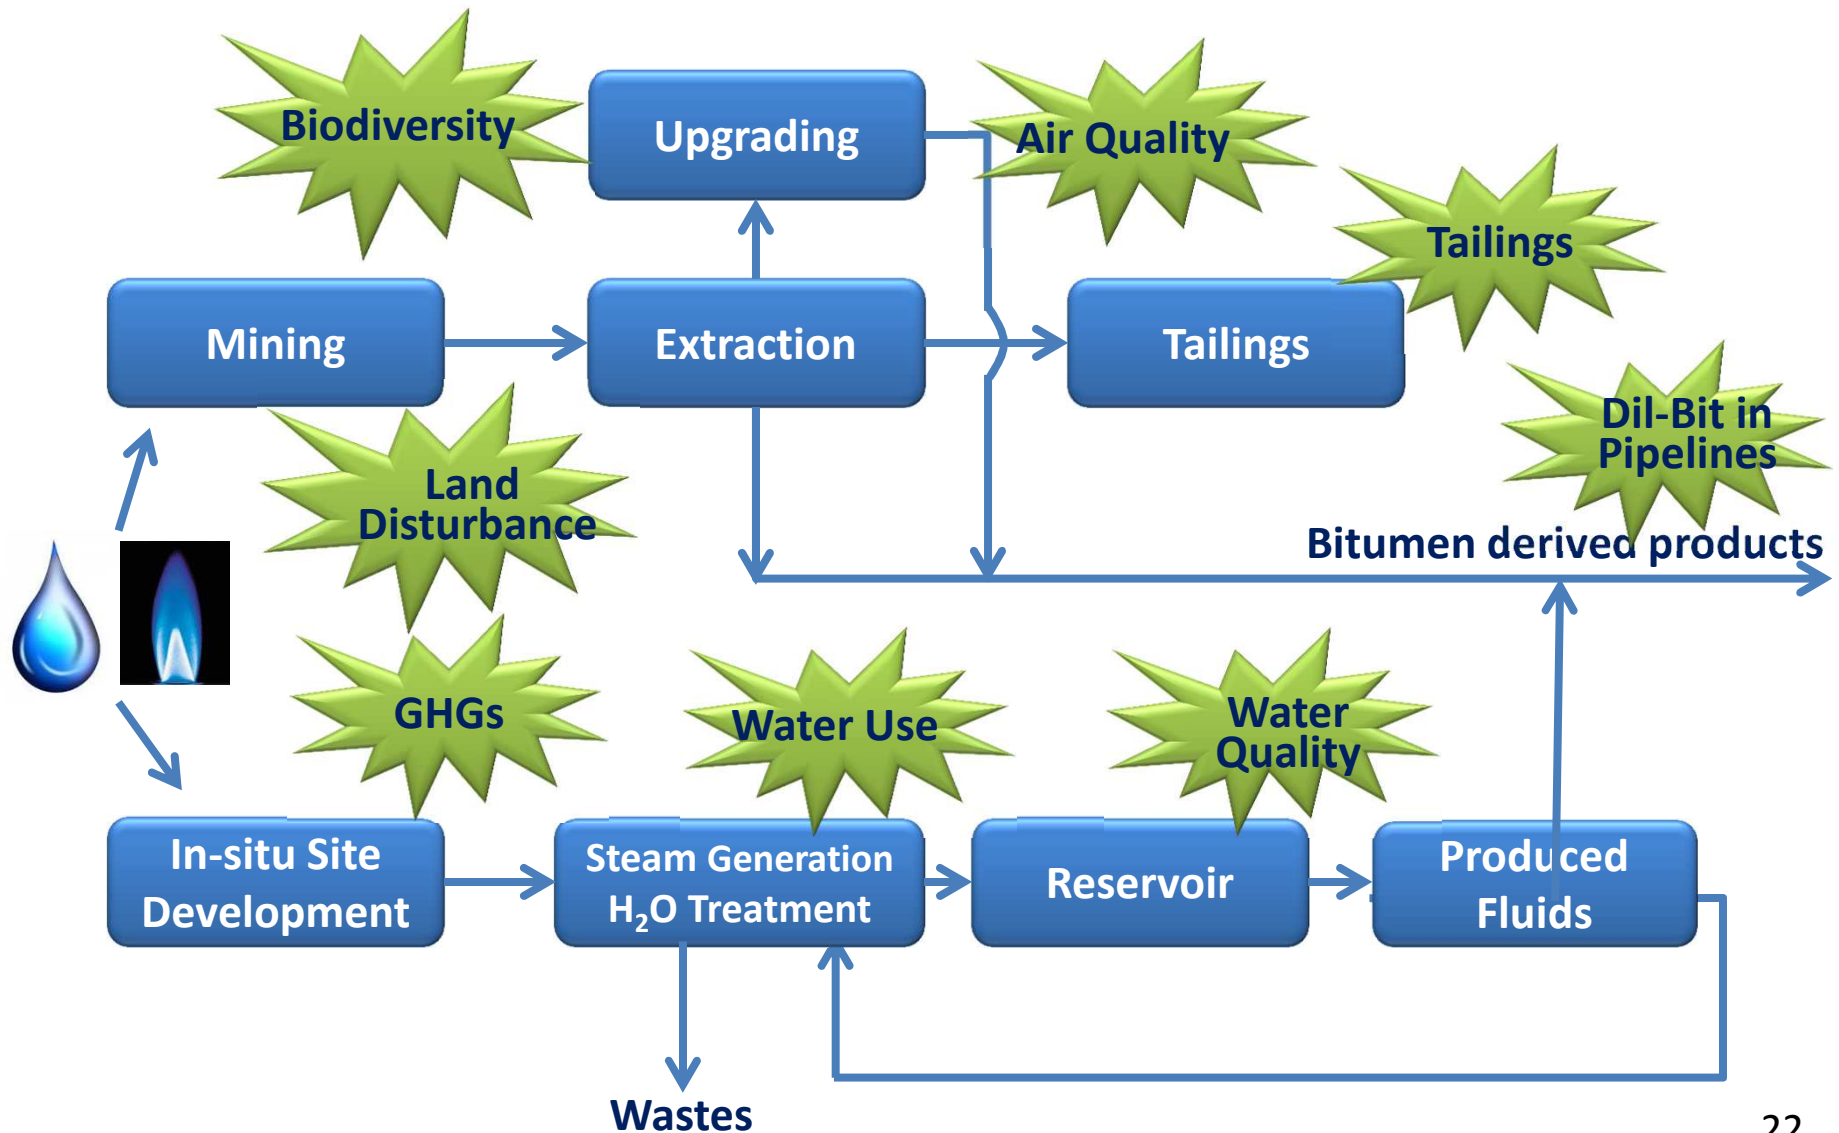 Biodiversity
Upgrading
Air Quality
Tailings
Mining
Extraction
Tailings
Dil-Bit in
Pipelines
Land
Disturbance
Bitumen derived products
GHGs
Water Use
Water
Quality
In-situ Site
Development
Steam Generation
H₂O Treatment
Reservoir
Produced
Fluids
Wastes
22